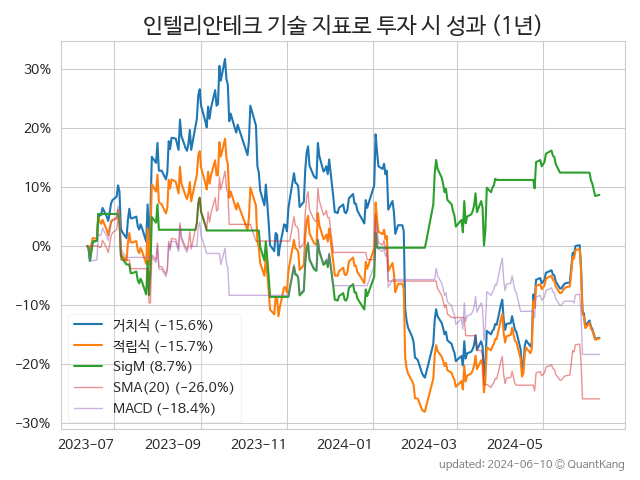 인텔리안테크 기술 지표로 투자 시 성과 (1년)
30%
20%
10%
0%
−10%
−20%
−30%
거치식 (−15.6%)
적립식 (−15.7%)
SigM (8.7%)
SMA(20) (−26.0%)
MACD (−18.4%)
2023-07
2023-09
2023-11
2024-01
2024-03
2024-05
updated: 2024-06-10 © QuantKang